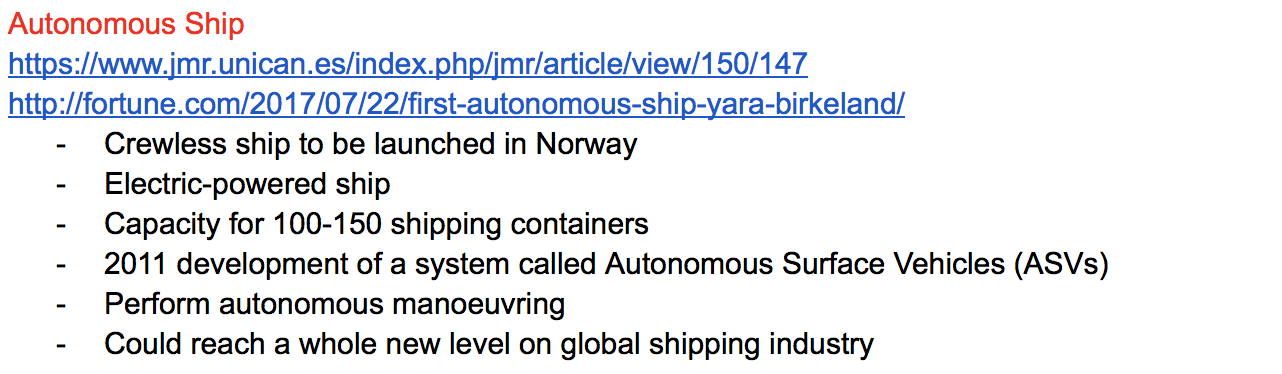 Autonomous Ship
https://www.jmr.unican.es/index.php/jmr/article/view/150/147
http://fortune.com/2017/07/22/first-autonomous-ship-yara-birkeland/
- Crewless ship to be launched in Norway
- Electric-powered ship
- Capacity for 100-150 shipping containers
- 2011 development of a system called Autonomous Surface Vehicles (ASVs)
- Perform autonomous manoeuvring
- Could reach a whole new level on global shipping industry